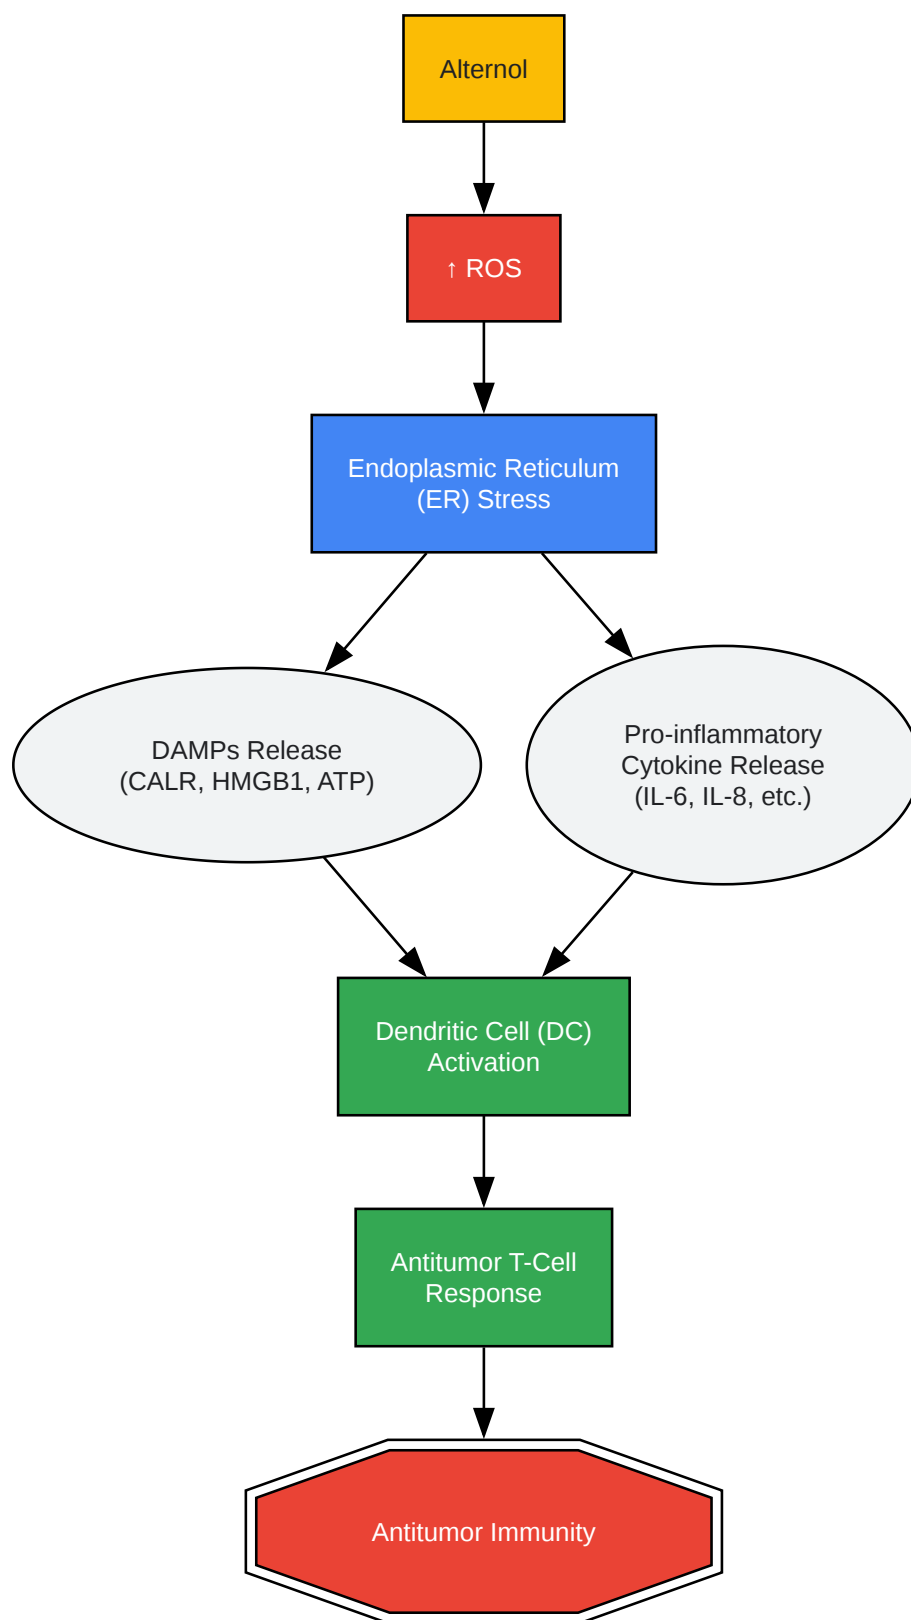 Alternol
↑ ROS
Endoplasmic Reticulum
(ER) Stress
DAMPs Release
(CALR, HMGB1, ATP)
Pro-inflammatory
Cytokine Release
(IL-6, IL-8, etc.)
Dendritic Cell (DC)
Activation
Antitumor T-Cell
Response
Antitumor Immunity